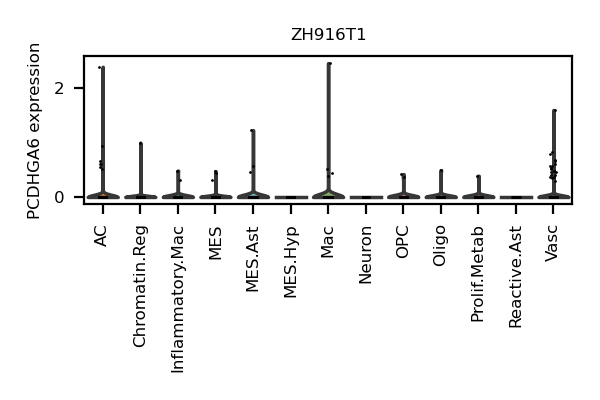 ZH916T1
PCDHGA6 expression
2
0
AC
Chromatin.Reg
Inflammatory.Mac
MES
MES.Ast
MES.Hyp
Mac
Neuron
OPC
Oligo
Prolif.Metab
Reactive.Ast
Vasc